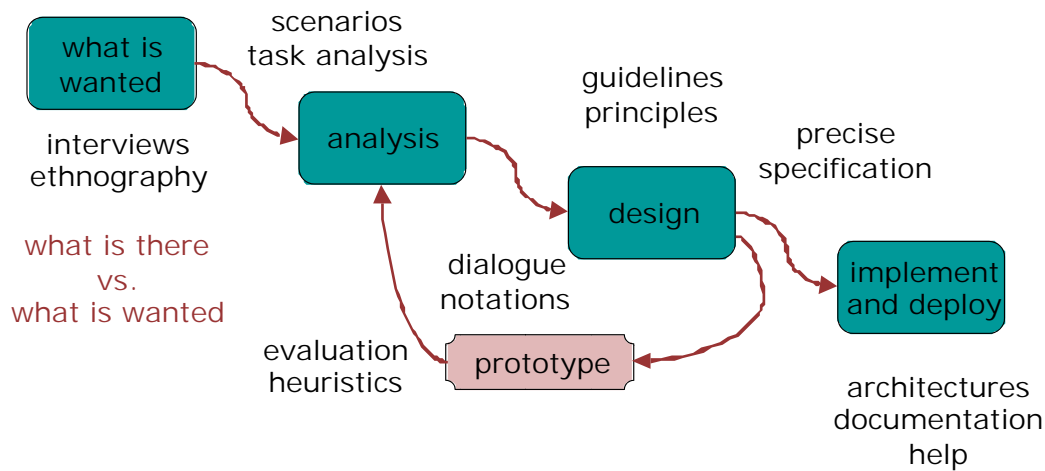 what is
wanted
scenarios
task analysis
interviews
ethnography
analysis
guidelines
principles
what is there
vs.
what is wanted
design
precise
specification
dialogue
notations
implement
and deploy
evaluation
heuristics
prototype
architectures
documentation
help